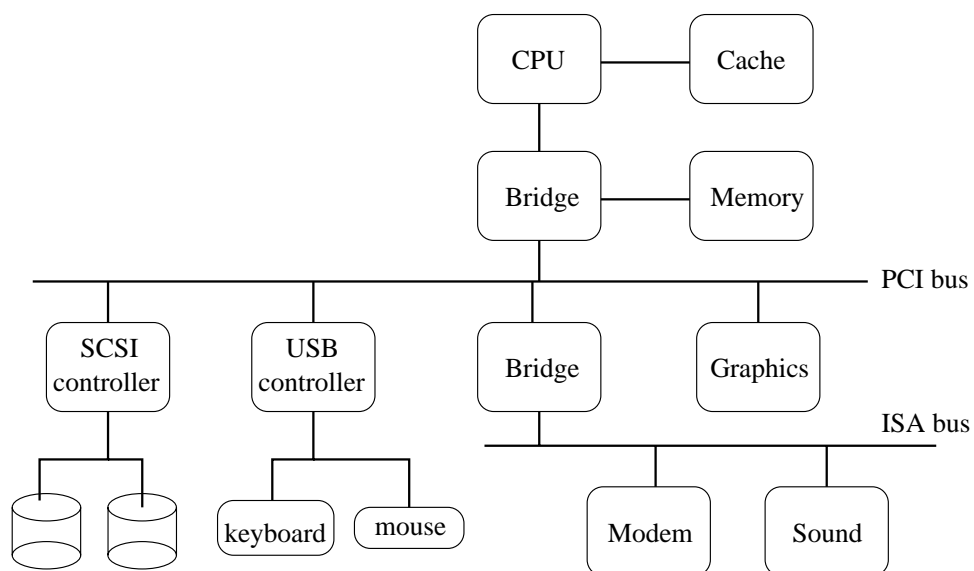 CPU
Cache
Bridge
Memory
PCI bus
SCSI
controller
USB
controller
Bridge
Graphics
ISA bus
keyboard
mouse
Modem
Sound